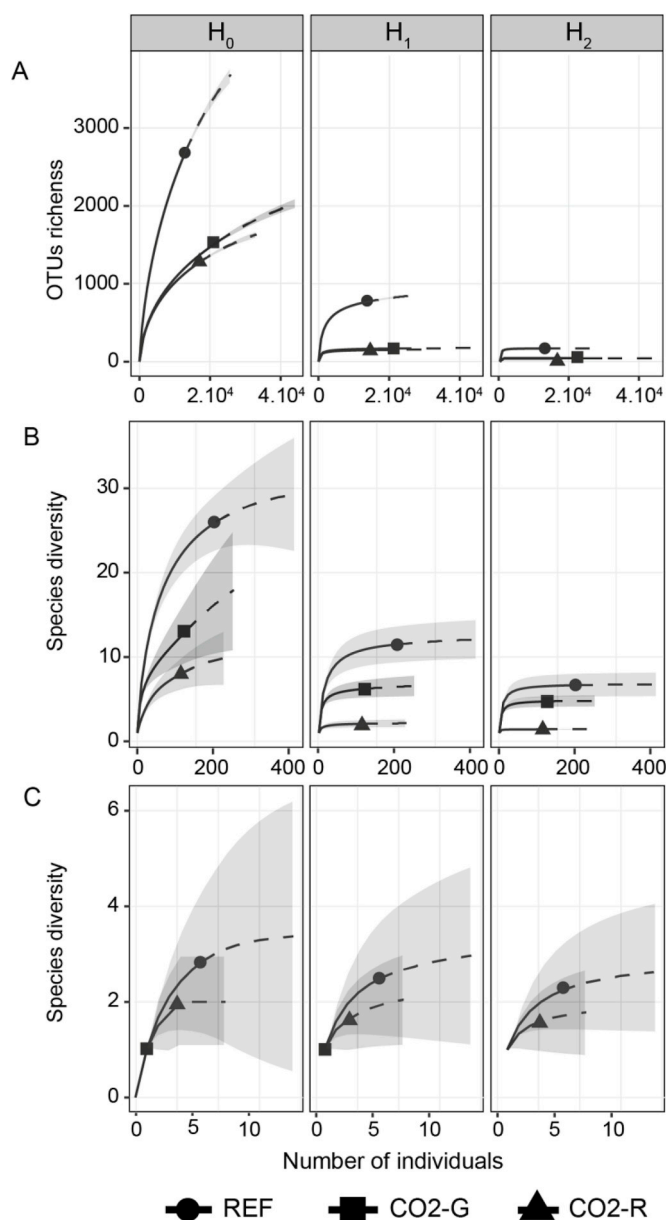 H₀ H₁ H₂
A
OTUs richenss
3000
2000
1000
0
0 2.10⁴ 4.10⁴ 0 2.10⁴ 4.10⁴ 0 2.10⁴ 4.10⁴
B
Species diversity
30
20
10
0
0 200 400 0 200 400 0 200 400
C
Species diversity
6
4
2
0
0 5 10 0 5 10 0 5 10
Number of individuals
REF CO2-G CO2-R